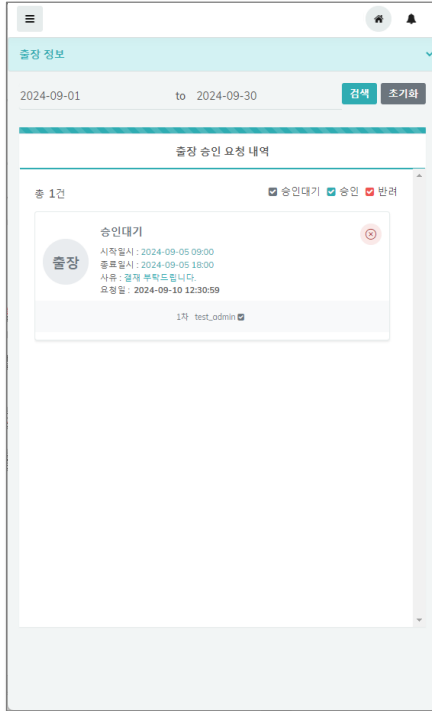 출장 정보
2024-09-01 to 2024-09-30 검색 초기화
출장 승인 요청 내역
총 1건 승인대기 승인 반려
출장
승인대기
시작일시 : 2024-09-05 09:00
종료일시 : 2024-09-05 18:00
사유 : 결재 부탁드립니다.
요청일 : 2024-09-10 12:30:59
1차 test_admin